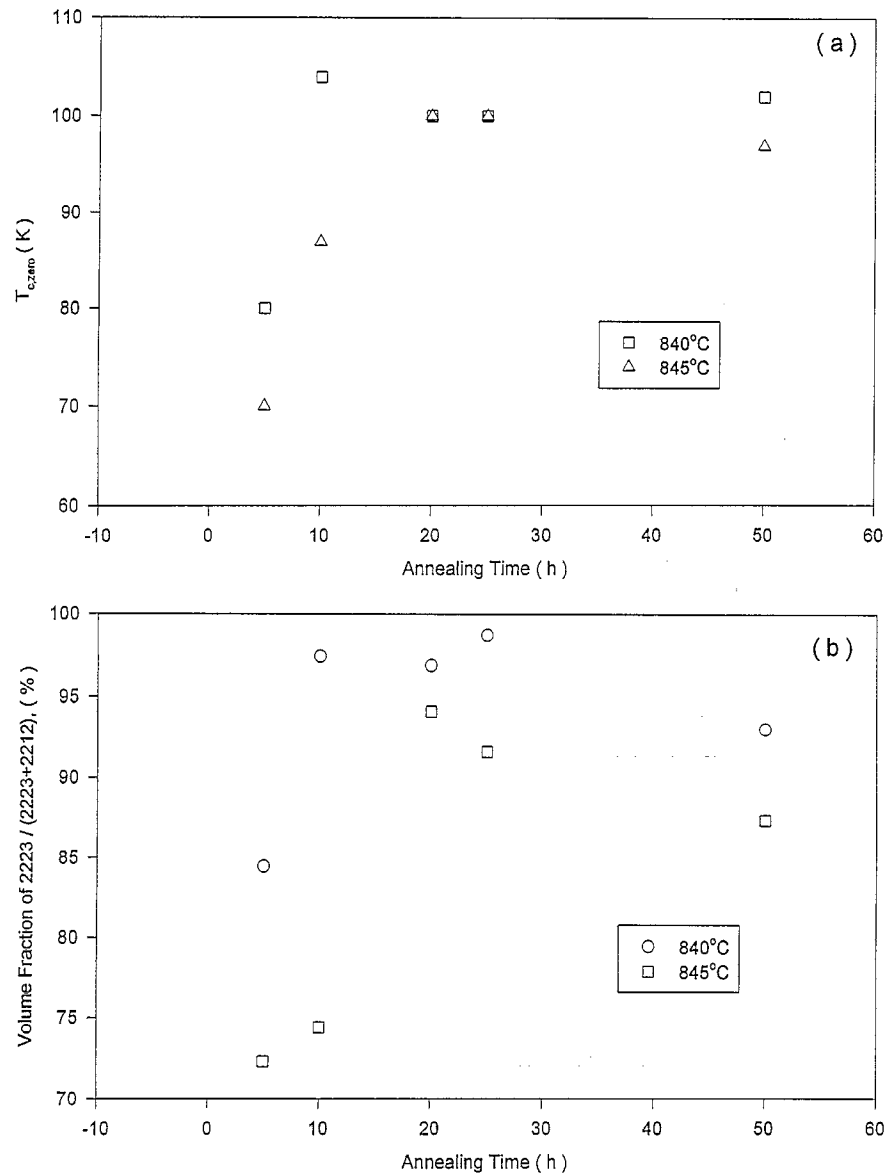 110
( a )
100
90
80
70
60
T c,zero ( K )
840°C
845°C
-10 0 10 20 30 40 50 60
Annealing Time ( h )
100
( b )
95
90
85
80
75
70
Volume Fraction of 2223 / (2223+2212), ( % )
840°C
845°C
-10 0 10 20 30 40 50 60
Annealing Time ( h )